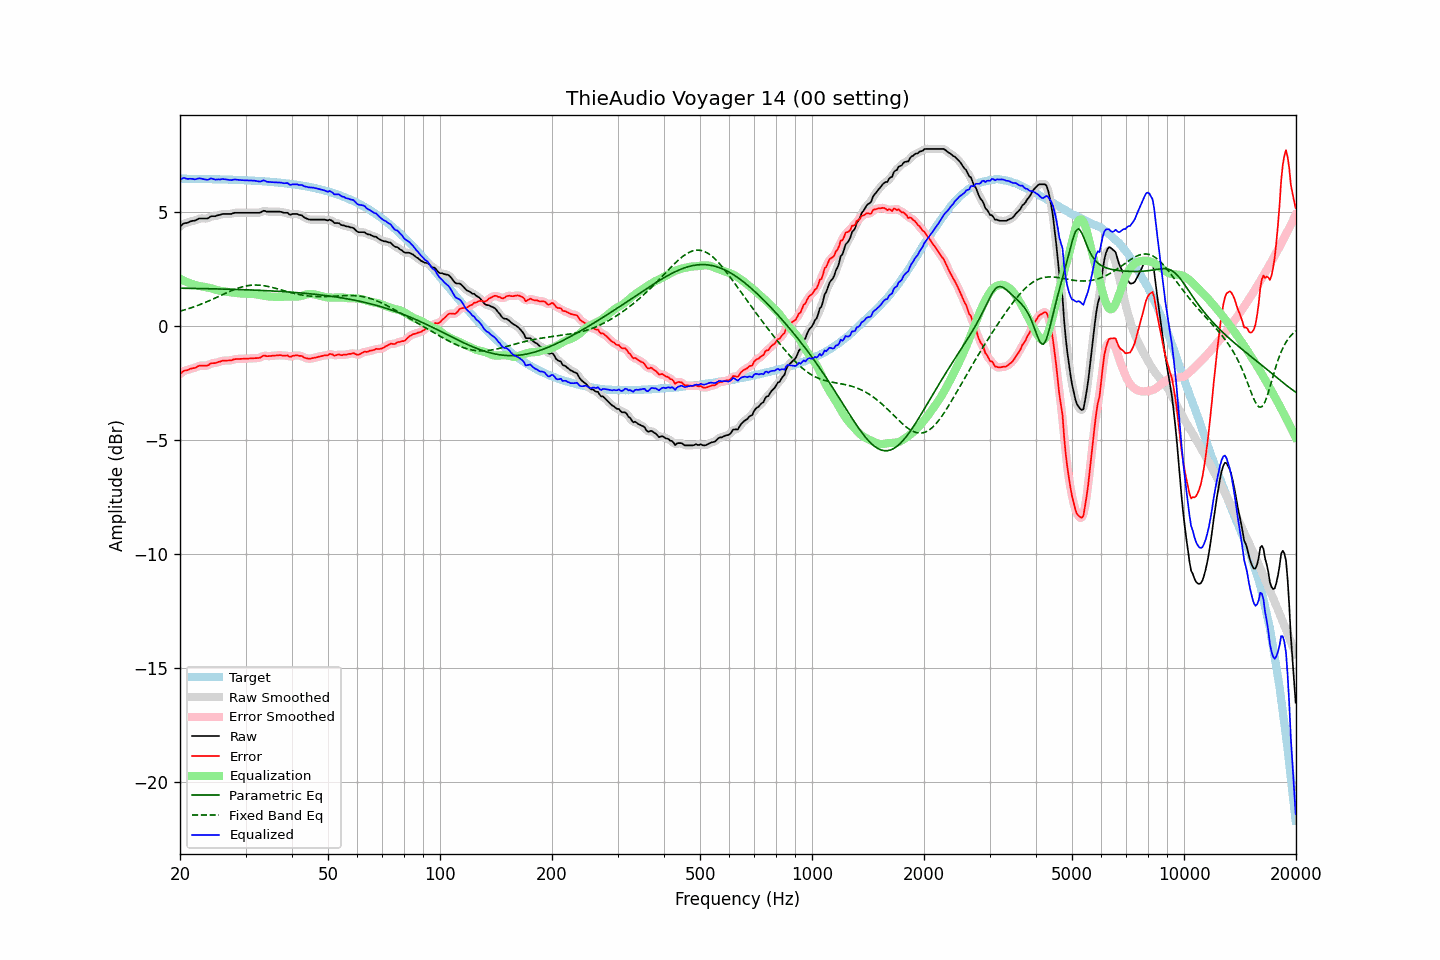 ThieAudio Voyager 14 (00 setting)
Amplitude (dBr)
5
0
−5
−10
−15
−20
Target
Raw Smoothed
Error Smoothed
Raw
Error
Equalization
Parametric Eq
Fixed Band Eq
Equalized
20 50 100 200 500 1000 2000 5000 10000 20000
Frequency (Hz)